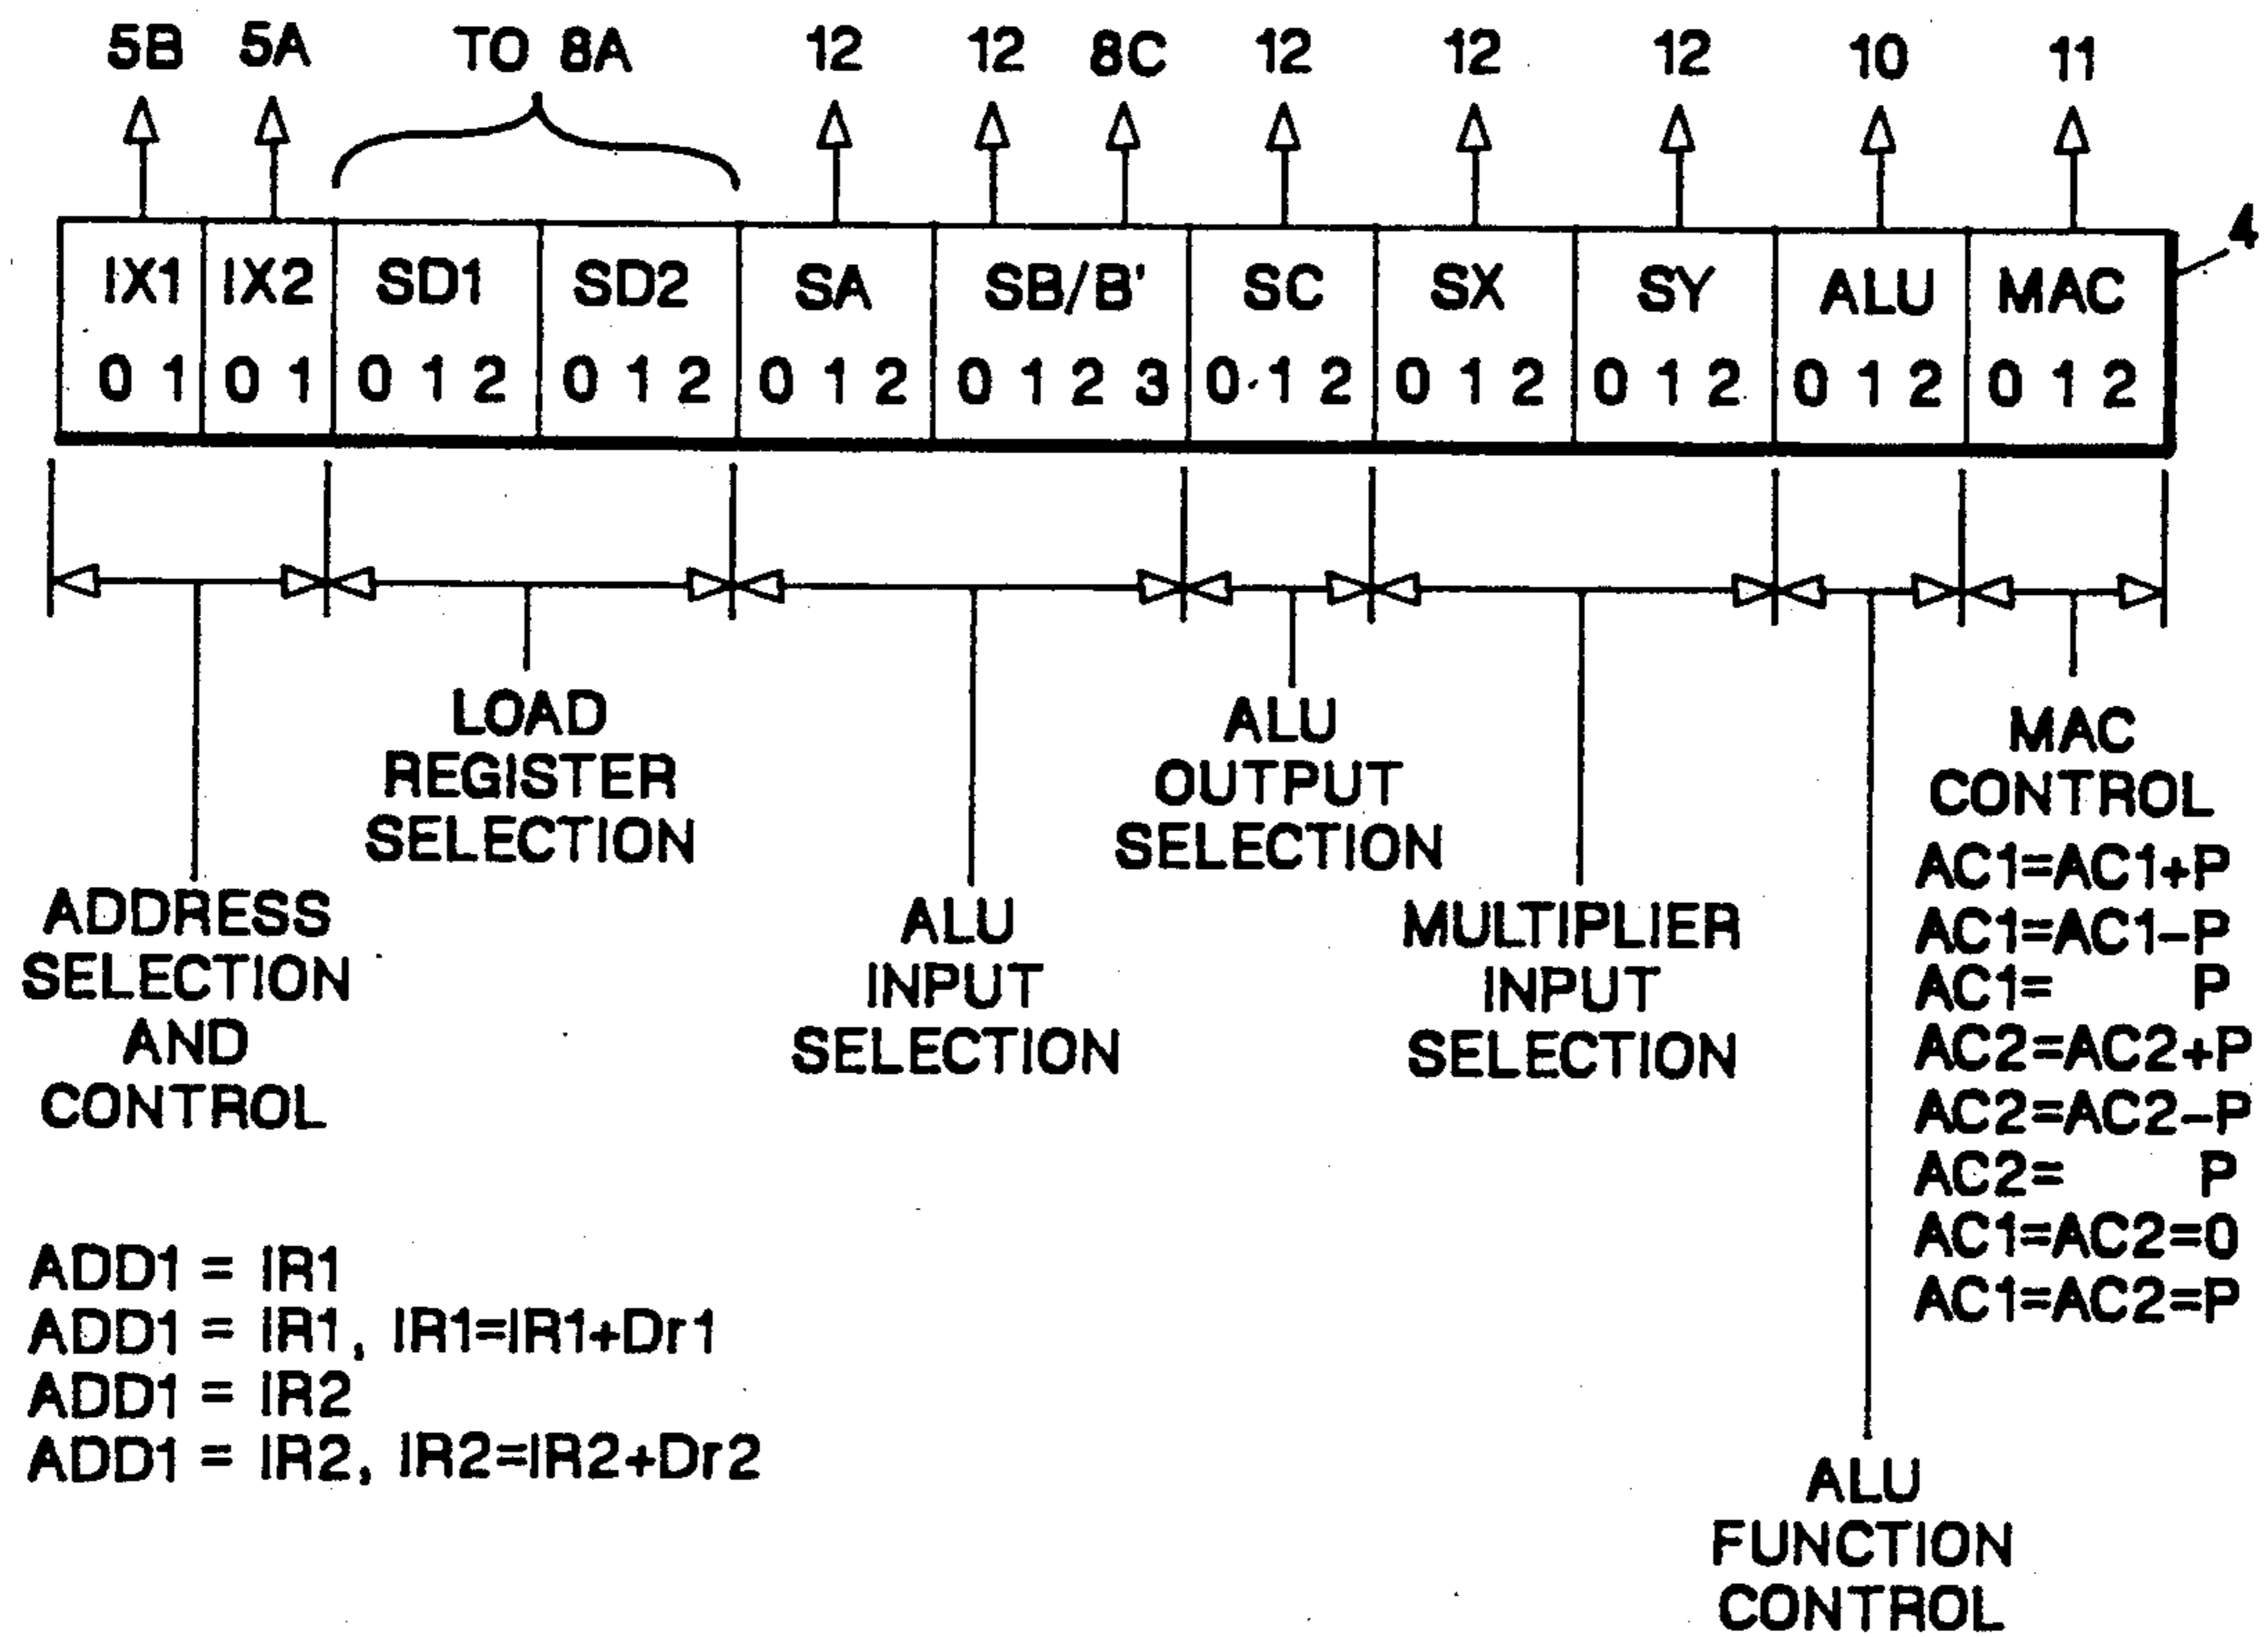 5B 5A TO 8A 12 12 8C 12 12 12 10 11
4
IX1 IX2 SD1 SD2 SA SB/B' SC SX SY ALU MAC
0 1 0 1 0 1 2 0 1 2 0 1 2 0 1 2 3 0 1 2 0 1 2 0 1 2 0 1 2 0 1 2
ADDRESS
SELECTION
AND
CONTROL
LOAD
REGISTER
SELECTION
ALU
INPUT
SELECTION
ALU
OUTPUT
SELECTION
MULTIPLIER
INPUT
SELECTION
ALU
FUNCTION
CONTROL
MAC
CONTROL
AC1=AC1+P
AC1=AC1-P
AC1= P
AC2=AC2+P
AC2=AC2-P
AC2= P
AC1=AC2=0
AC1=AC2=P
ADD1 = IR1
ADD1 = IR1, IR1=IR1+Dr1
ADD1 = IR2
ADD1 = IR2, IR2=IR2+Dr2